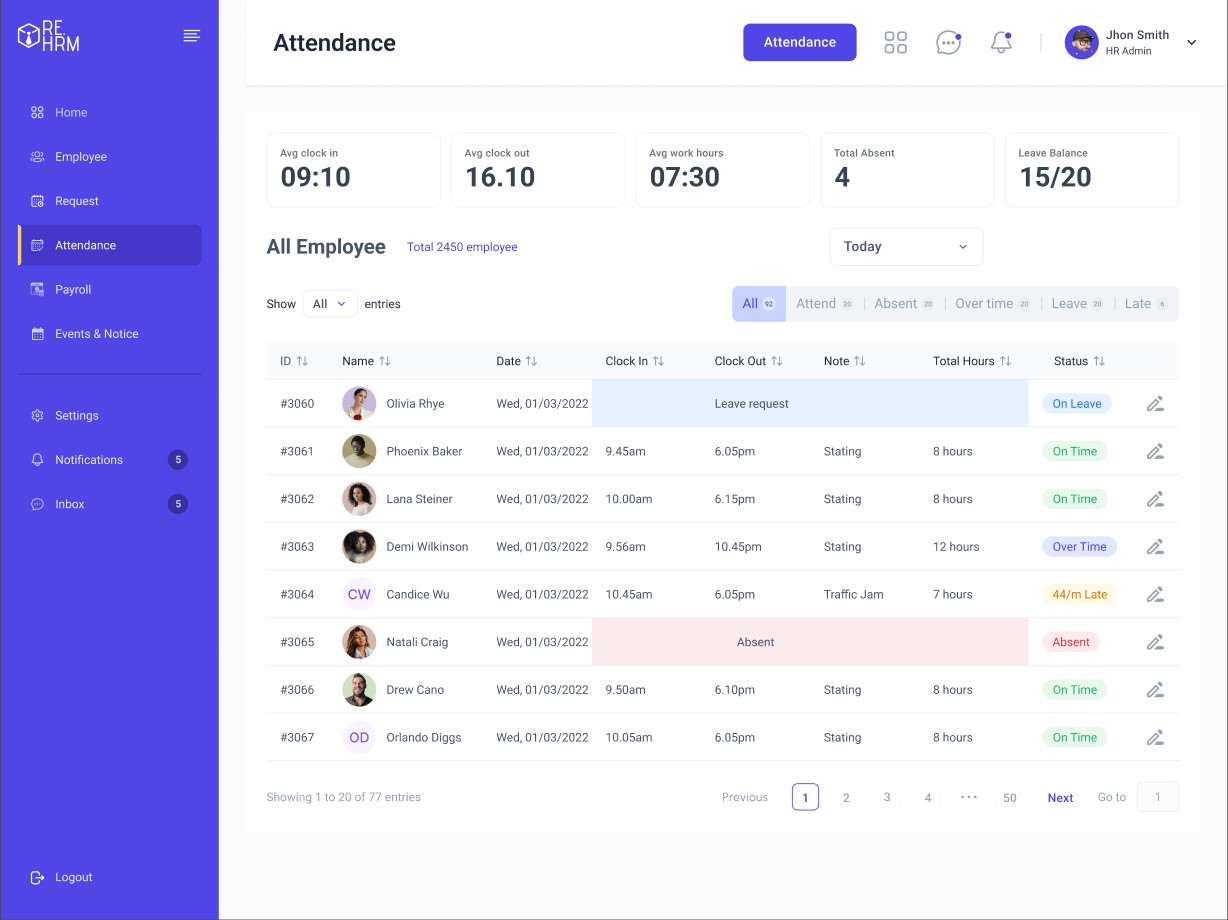 RE.
HRM
Home
Employee
Request
Attendance
Payroll
Events & Notice
Settings
Notifications 5
Inbox 5
Logout
Attendance
Attendance
Jhon Smith
HR Admin
Avg clock in
09:10
Avg clock out
16.10
Avg work hours
07:30
Total Absent
4
Leave Balance
15/20
All Employee Total 2450 employee Today
Show All entries
All 92 Attend 20 Absent 20 Over time 20 Leave 20 Late 6
ID Name Date Clock In Clock Out Note Total Hours Status
#3060 Olivia Rhye Wed, 01/03/2022 Leave request On Leave
#3061 Phoenix Baker Wed, 01/03/2022 9.45am 6.05pm Stating 8 hours On Time
#3062 Lana Steiner Wed, 01/03/2022 10.00am 6.15pm Stating 8 hours On Time
#3063 Demi Wilkinson Wed, 01/03/2022 9.56am 10.45pm Stating 12 hours Over Time
#3064 CW Candice Wu Wed, 01/03/2022 10.45am 6.05pm Traffic Jam 7 hours 44/m Late
#3065 Natali Craig Wed, 01/03/2022 Absent Absent
#3066 Drew Cano Wed, 01/03/2022 9.50am 6.10pm Stating 8 hours On Time
#3067 OD Orlando Diggs Wed, 01/03/2022 10.05am 6.05pm Stating 8 hours On Time
Showing 1 to 20 of 77 entries Previous 1 2 3 4 ... 50 Next Go to 1